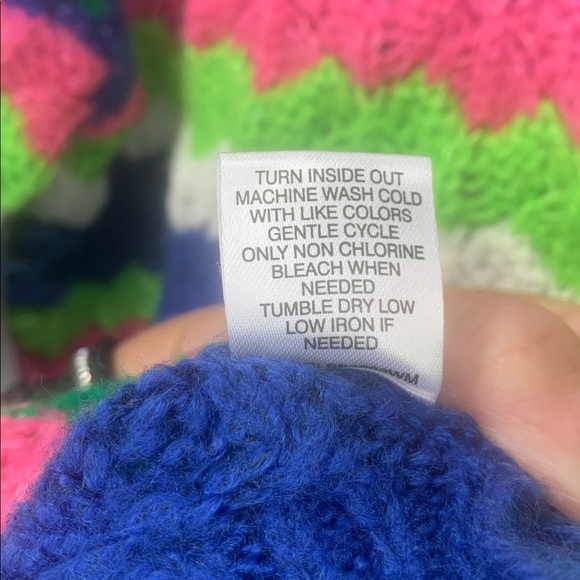 TURN INSIDE OUT
MACHINE WASH COLD
WITH LIKE COLORS
GENTLE CYCLE
ONLY NON CHLORINE
BLEACH WHEN
NEEDED
TUMBLE DRY LOW
LOW IRON IF
NEEDED